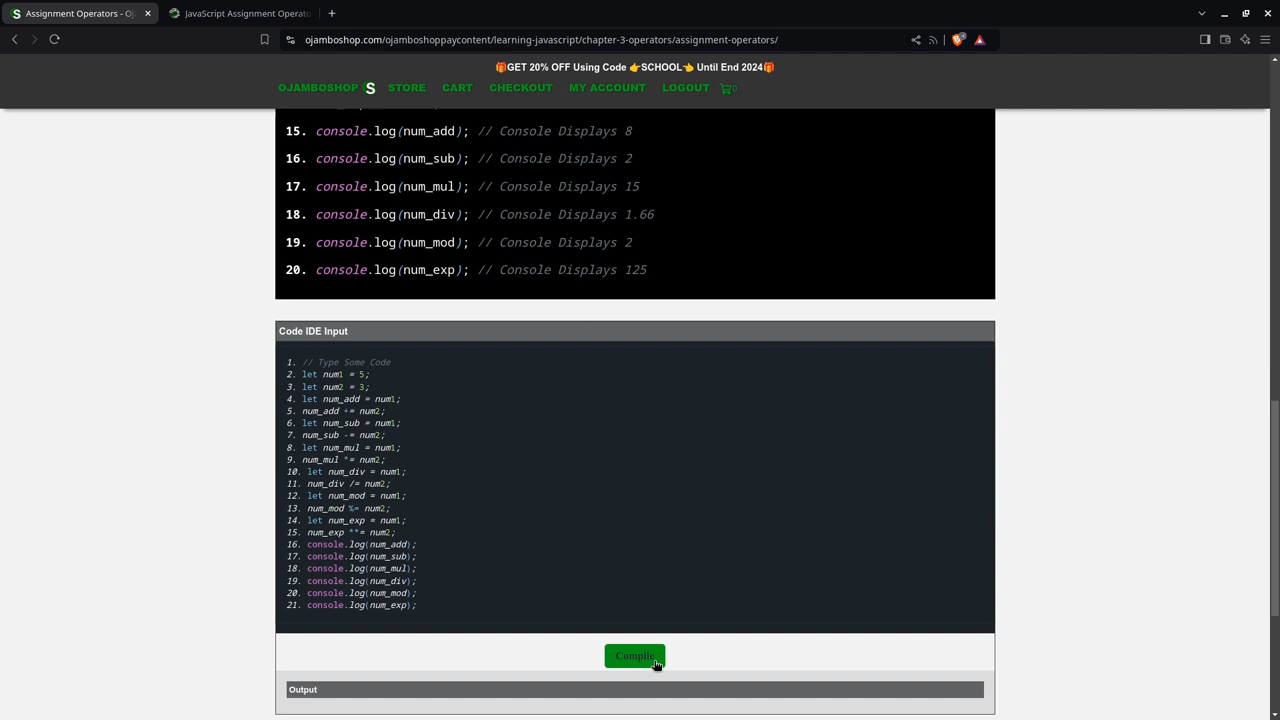 Assignment Operators - Oj
JavaScript Assignment Operato
ojamboshop.com/ojamboshoppaycontent/learning-javascript/chapter-3-operators/assignment-operators/
🎁GET 20% OFF Using Code 👉SCHOOL👈 Until End 2024🎁
OJAMBOSHOP S STORE CART CHECKOUT MY ACCOUNT LOGOUT 0
15. console.log(num_add); // Console Displays 8
16. console.log(num_sub); // Console Displays 2
17. console.log(num_mul); // Console Displays 15
18. console.log(num_div); // Console Displays 1.66
19. console.log(num_mod); // Console Displays 2
20. console.log(num_exp); // Console Displays 125
Code IDE Input
1. // Type Some Code
2. let num1 = 5;
3. let num2 = 3;
4. let num_add = num1;
5. num_add += num2;
6. let num_sub = num1;
7. num_sub -= num2;
8. let num_mul = num1;
9. num_mul *= num2;
10. let num_div = num1;
11. num_div /= num2;
12. let num_mod = num1;
13. num_mod %= num2;
14. let num_exp = num1;
15. num_exp **= num2;
16. console.log(num_add);
17. console.log(num_sub);
18. console.log(num_mul);
19. console.log(num_div);
20. console.log(num_mod);
21. console.log(num_exp);
Compile
Output